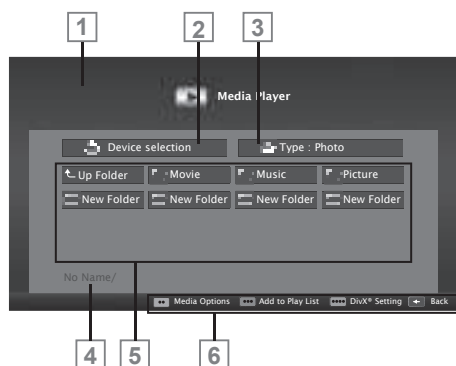 1 2 3
Media Player
Device selection Type : Photo
Up Folder Movie Music Picture
New Folder New Folder New Folder New Folder
No Name/
Media Options Add to Play List DivX® Setting Back
4 5 6